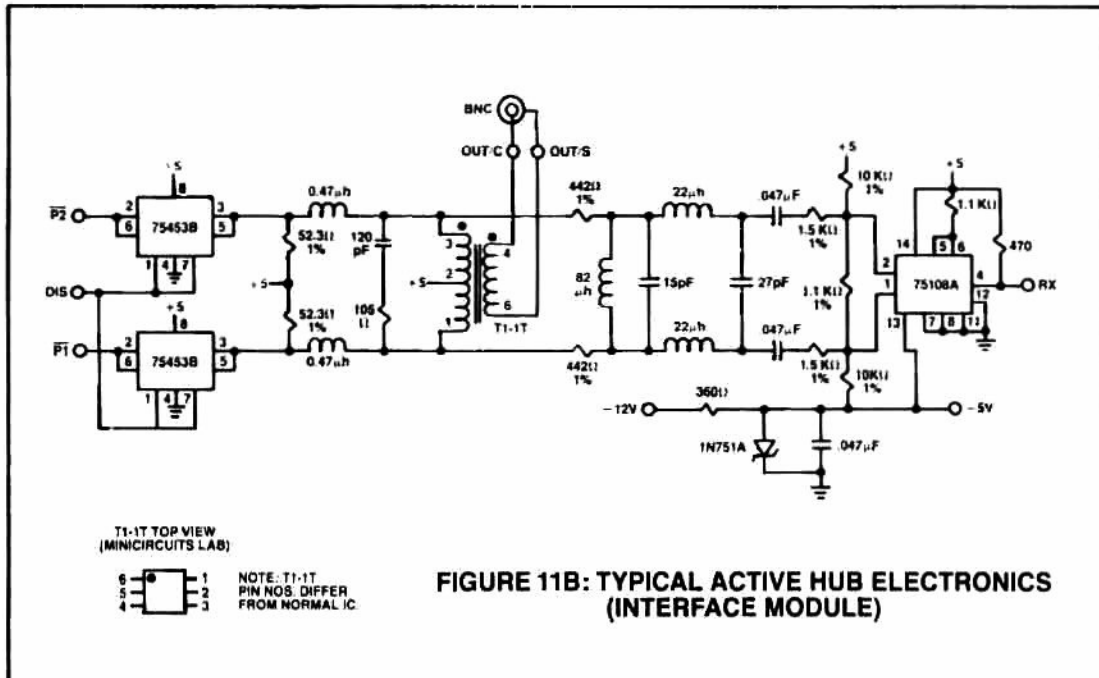 BNC
OUT/C
OUT/S
+5
8
P2
2
6
75453B
3
5
1
4
7
DIS
+5
8
P1
2
6
75453B
3
5
1
4
7
0.47μh
52.3Ω
1%
+5
52.3Ω
1%
0.47μh
120
pF
105
Ω
3
+5
2
1
4
6
T1-1T
442Ω
1%
82
μh
442Ω
1%
22μh
15pF
22μh
27pF
.047μF
.047μF
1.5 KΩ
1%
1.5 KΩ
1%
+5
10 KΩ
1%
1.1 KΩ
1%
10KΩ
1%
+5
1.1 KΩ
470
14
5
6
2
1
75108A
4
12
13
7
8
11
RX
-12V
360Ω
1N751A
.047μF
-5V
T1-1T TOP VIEW
(MINICIRCUITS LAB)
6
5
4
1
2
3
NOTE: T1-1T
PIN NOS. DIFFER
FROM NORMAL IC.
FIGURE 11B: TYPICAL ACTIVE HUB ELECTRONICS
(INTERFACE MODULE)